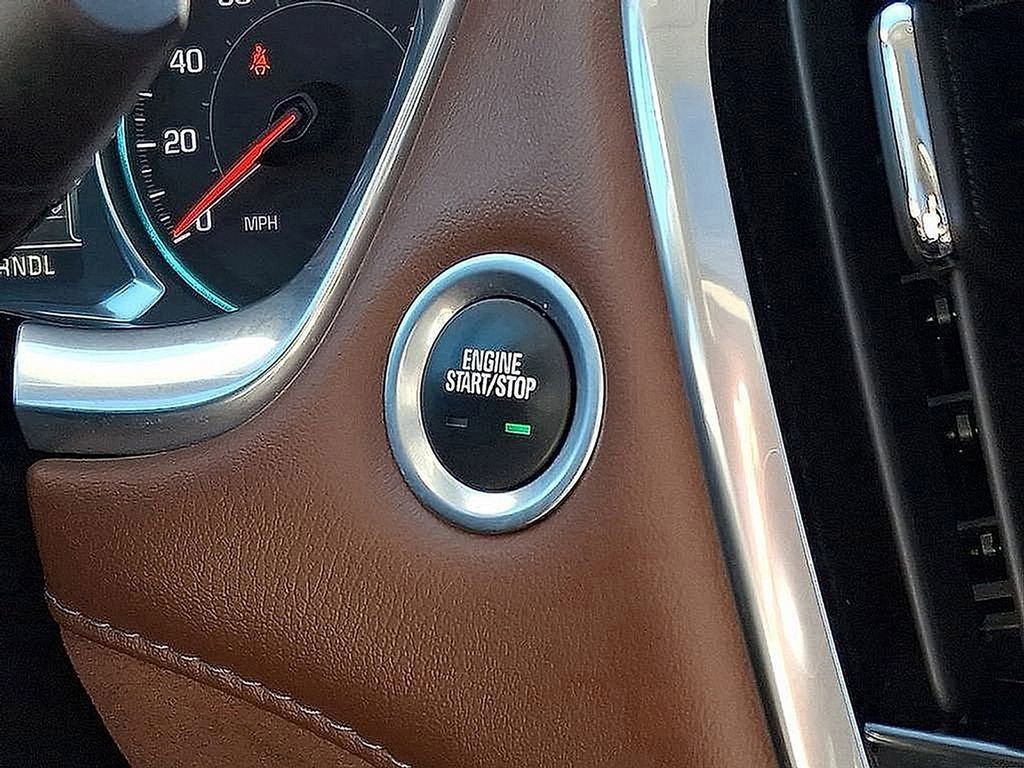 40
20
0
MPH
RNDL
ENGINE
START/STOP